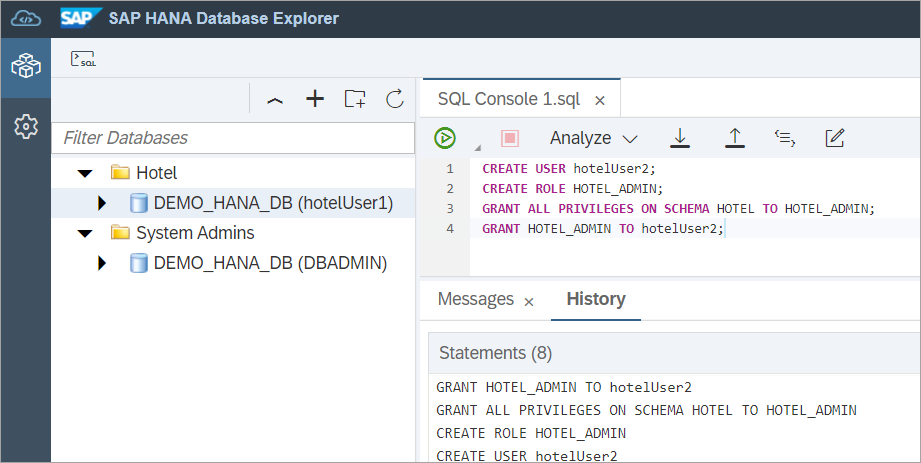 SAP SAP HANA Database Explorer
SQL
SQL Console 1.sql ×
Filter Databases
Analyze
Hotel
DEMO_HANA_DB (hotelUser1)
System Admins
DEMO_HANA_DB (DBADMIN)
1 CREATE USER hotelUser2;
2 CREATE ROLE HOTEL_ADMIN;
3 GRANT ALL PRIVILEGES ON SCHEMA HOTEL TO HOTEL_ADMIN;
4 GRANT HOTEL_ADMIN TO hotelUser2;
Messages × History
Statements (8)
GRANT HOTEL_ADMIN TO hotelUser2
GRANT ALL PRIVILEGES ON SCHEMA HOTEL TO HOTEL_ADMIN
CREATE ROLE HOTEL_ADMIN
CREATE USER hotelUser2